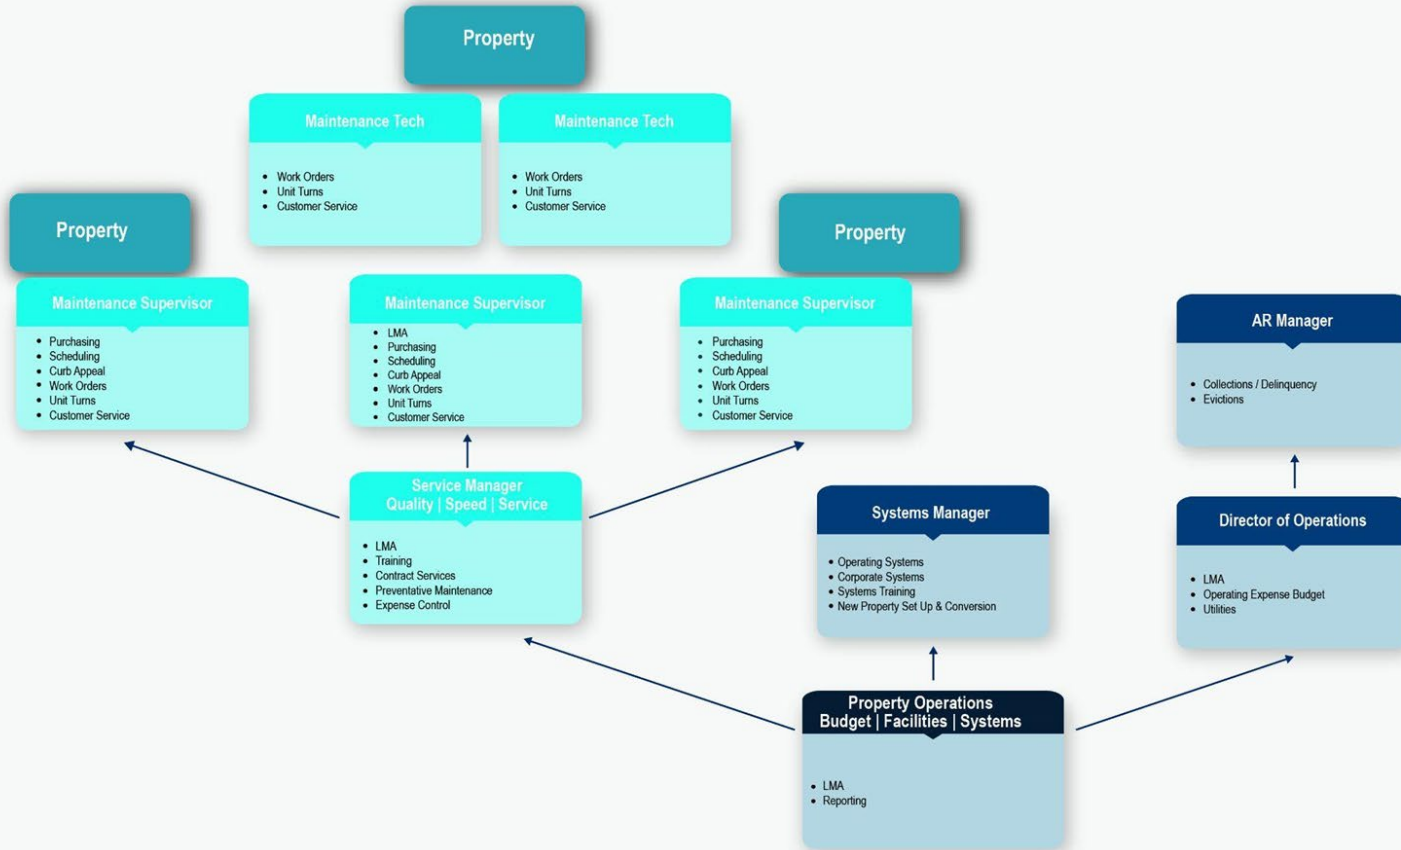 Property
Maintenance Tech
• Work Orders
• Unit Turns
• Customer Service
Maintenance Tech
• Work Orders
• Unit Turns
• Customer Service
Property
Property
Maintenance Supervisor
• Purchasing
• Scheduling
• Curb Appeal
• Work Orders
• Unit Turns
• Customer Service
Maintenance Supervisor
• LMA
• Purchasing
• Scheduling
• Curb Appeal
• Work Orders
• Unit Turns
• Customer Service
Maintenance Supervisor
• Purchasing
• Scheduling
• Curb Appeal
• Work Orders
• Unit Turns
• Customer Service
AR Manager
• Collections / Delinquency
• Evictions
Service Manager
Quality | Speed | Service
• LMA
• Training
• Contract Services
• Preventative Maintenance
• Expense Control
Systems Manager
• Operating Systems
• Corporate Systems
• Systems Training
• New Property Set Up & Conversion
Director of Operations
• LMA
• Operating Expense Budget
• Utilities
Property Operations
Budget | Facilities | Systems
• LMA
• Reporting